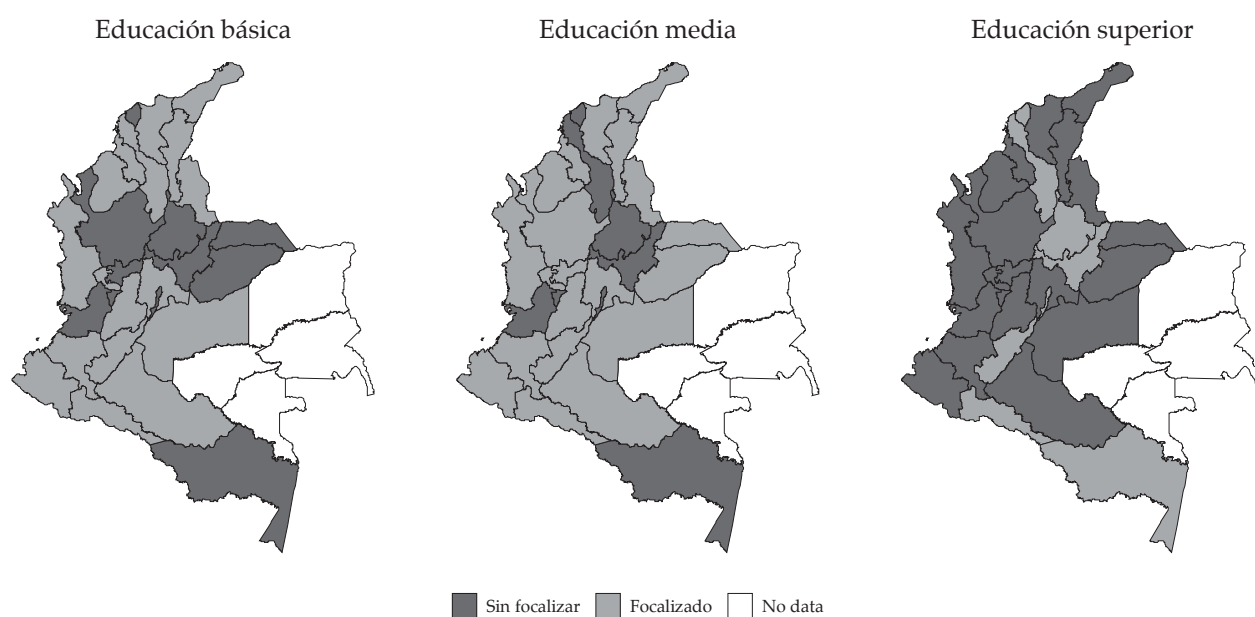 Educación básica
Educación media
Educación superior
Sin focalizar
Focalizado
No data